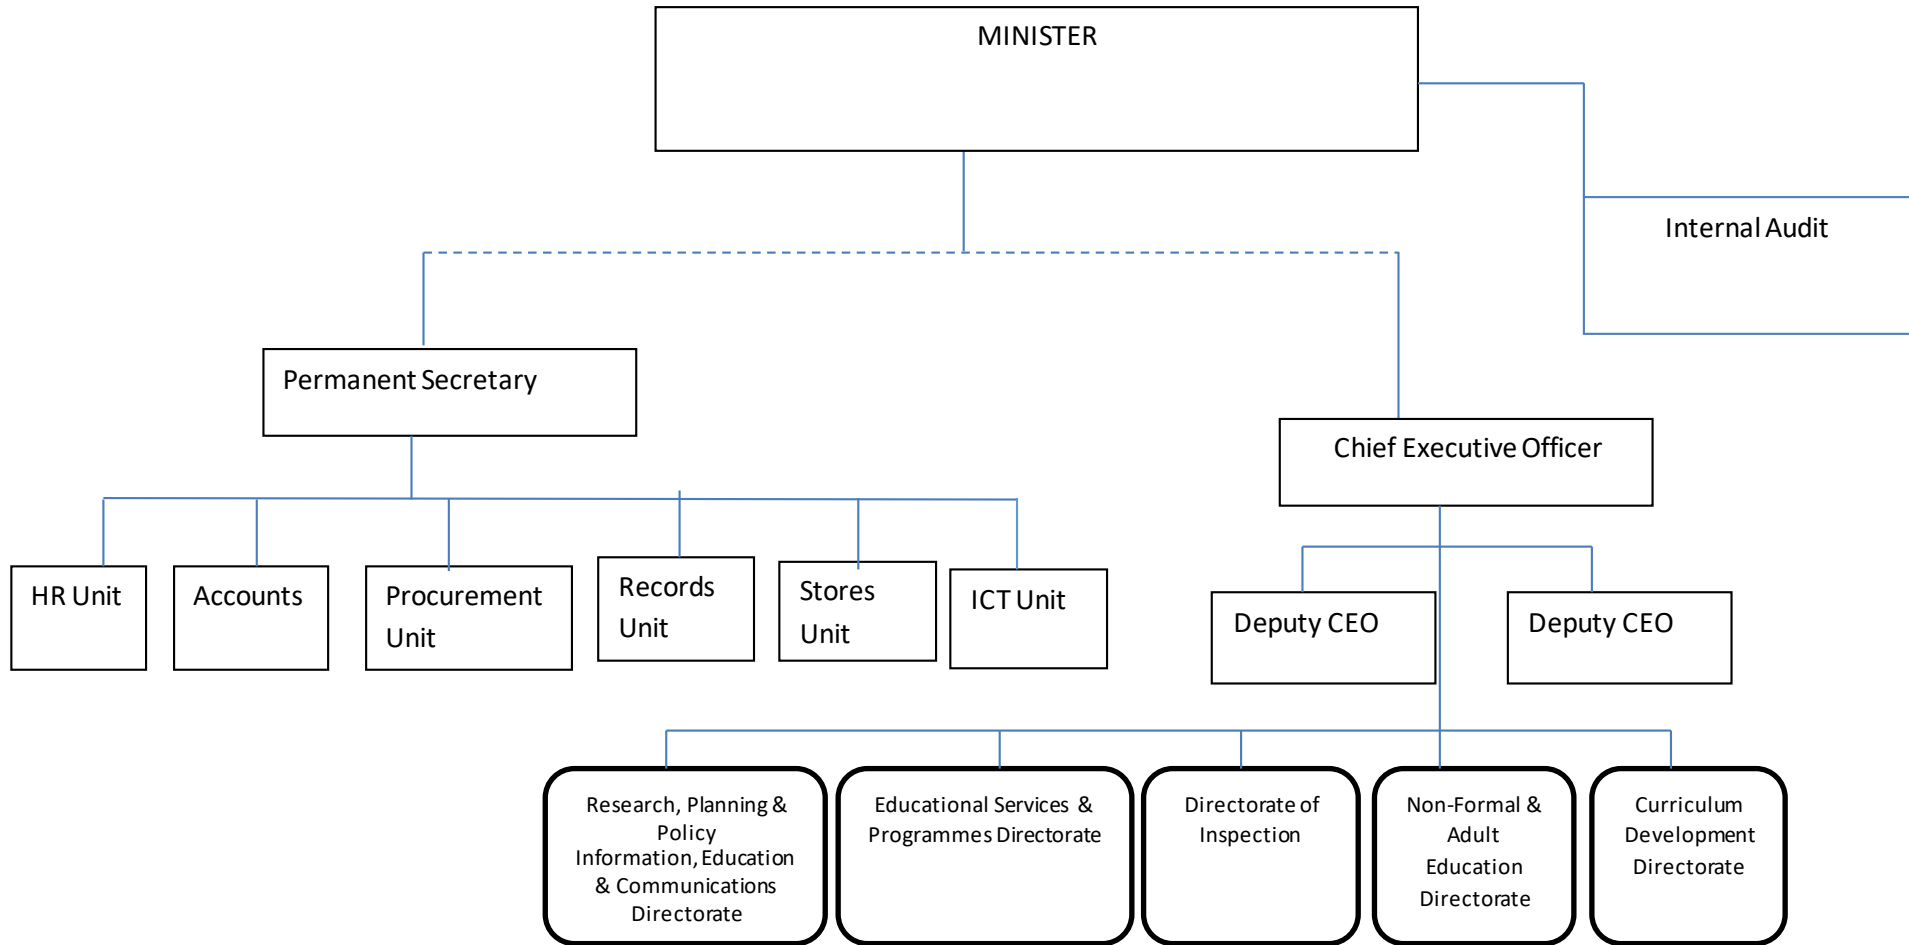 MINISTER
Internal Audit
Permanent Secretary
Chief Executive Officer
HR Unit
Accounts
Procurement
Unit
Records
Unit
Stores
Unit
ICT Unit
Deputy CEO
Deputy CEO
Research, Planning &
Policy
Information, Education
& Communications
Directorate
Educational Services &
Programmes Directorate
Directorate of
Inspection
Non-Formal &
Adult
Education
Directorate
Curriculum
Development
Directorate